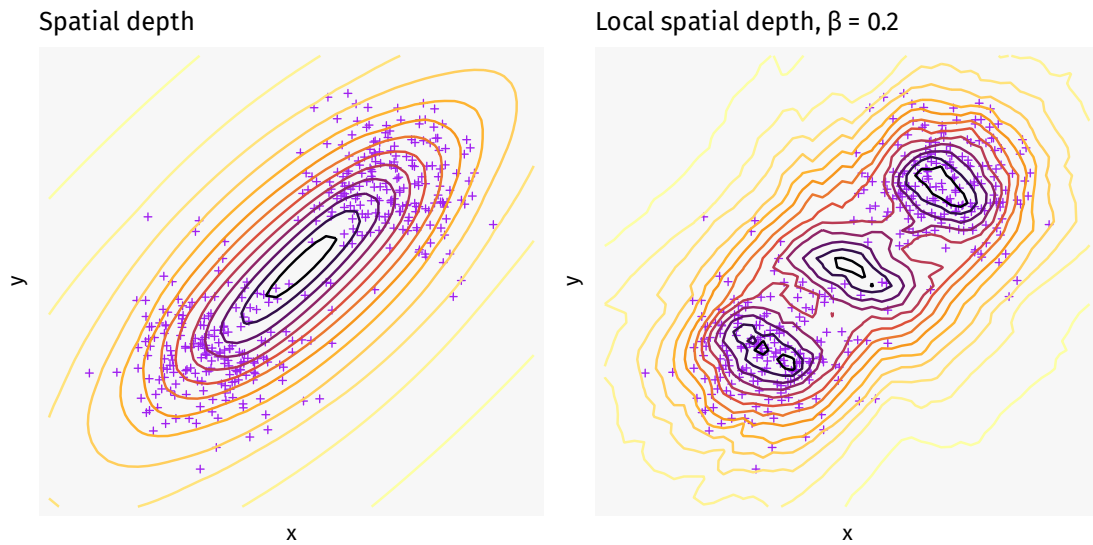 Spatial depth
Local spatial depth, β = 0.2
y
x
y
x